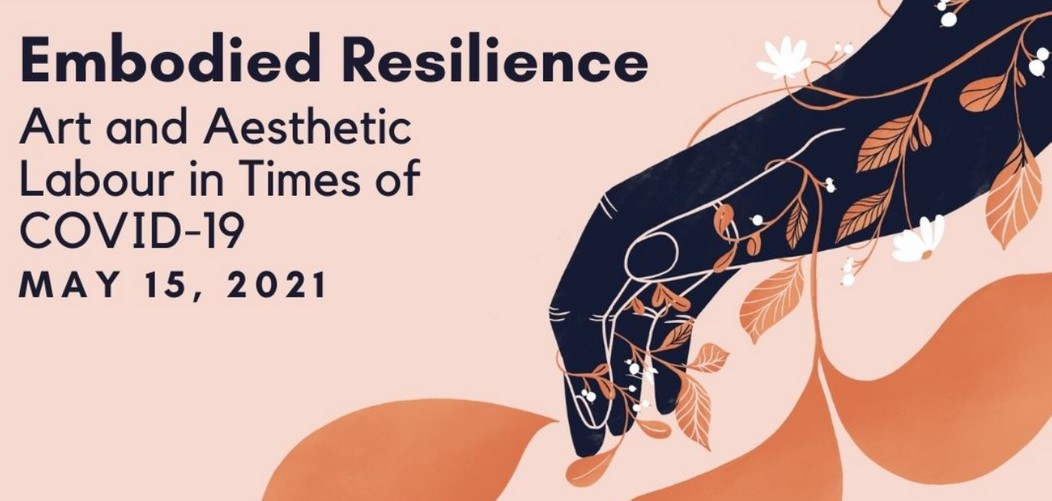 Embodied Resilience
Art and Aesthetic
Labour in Times of
COVID-19
MAY 15, 2021